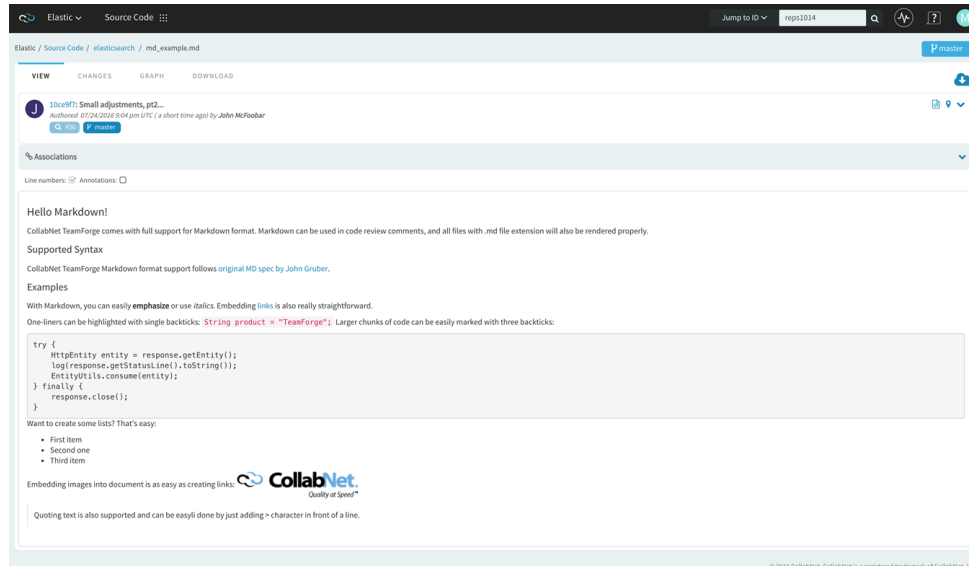 Elastic Source Code Jump to ID reps1014 ?
Elastic / Source Code / elasticsearch / md_example.md master
VIEW CHANGES GRAPH DOWNLOAD
J 10ce9f7: Small adjustments, pt2...
Authored 07/24/2016 9:04 pm UTC ( a short time ago) by John McFoobar
#56 master
Associations
Line numbers: Annotations:
Hello Markdown!
CollabNet TeamForge comes with full support for Markdown format. Markdown can be used in code review comments, and all files with .md file extension will also be rendered properly.
Supported Syntax
CollabNet TeamForge Markdown format support follows original MD spec by John Gruber.
Examples
With Markdown, you can easily emphasize or use italics. Embedding links is also really straightforward.
One-liners can be highlighted with single backticks: String product = "TeamForge"; Larger chunks of code can be easily marked with three backticks:
try {
    HttpEntity entity = response.getEntity();
    log(response.getStatusLine().toString());
    EntityUtils.consume(entity);
} finally {
    response.close();
}
Want to create some lists? That's easy:
• First item
• Second one
• Third item
Embedding images into document is as easy as creating links: CollabNet.
Quality at Speed™
Quoting text is also supported and can be easyli done by just adding > character in front of a line.